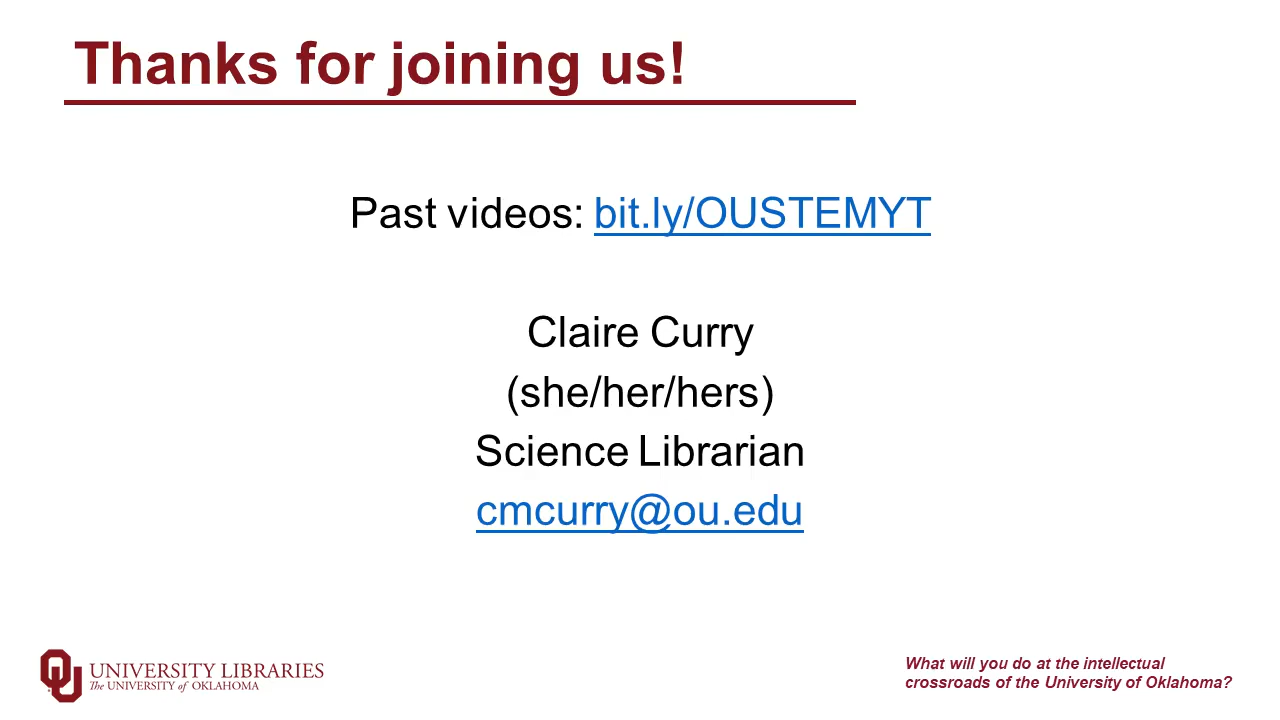 Thanks for joining us!
Past videos: bit.ly/OUSTEMYT
Claire Curry
(she/her/hers)
Science Librarian
cmcurry@ou.edu
OU
UNIVERSITY LIBRARIES
The UNIVERSITY of OKLAHOMA
What will you do at the intellectual
crossroads of the University of Oklahoma?